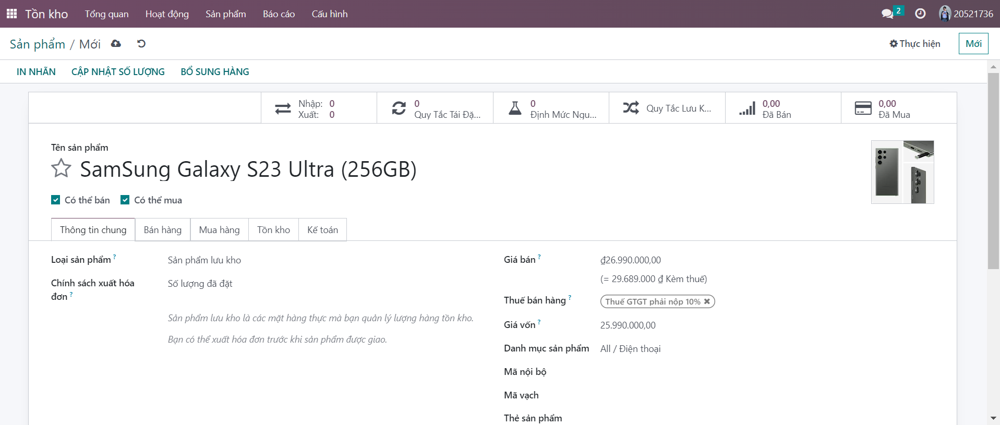 Tồn kho Tổng quan Hoạt động Sản phẩm Báo cáo Cấu hình 2 20521736
Sản phẩm / Mới Thực hiện Mới
IN NHÃN CẬP NHẬT SỐ LƯỢNG BỔ SUNG HÀNG
Nhập: 0
Xuất: 0
0
Quy Tắc Tái Đặ...
0
Định Mức Ngu...
Quy Tắc Lưu K...
0,00
Đã Bán
0,00
Đã Mua
Tên sản phẩm
SamSung Galaxy S23 Ultra (256GB)
Có thể bán Có thể mua
Thông tin chung Bán hàng Mua hàng Tồn kho Kế toán
Loại sản phẩm ? Sản phẩm lưu kho
Chính sách xuất hóa
đơn ? Số lượng đã đặt
Sản phẩm lưu kho là các mặt hàng thực mà bạn quản lý lượng hàng tồn kho.
Bạn có thể xuất hóa đơn trước khi sản phẩm được giao.
Giá bán ? ₫26.990.000,00
(= 29.689.000 ₫ Kèm thuế)
Thuế bán hàng ? Thuế GTGT phải nộp 10% ✖
Giá vốn ? 25.990.000,00
Danh mục sản phẩm All / Điện thoại
Mã nội bộ
Mã vạch
Thẻ sản phẩm